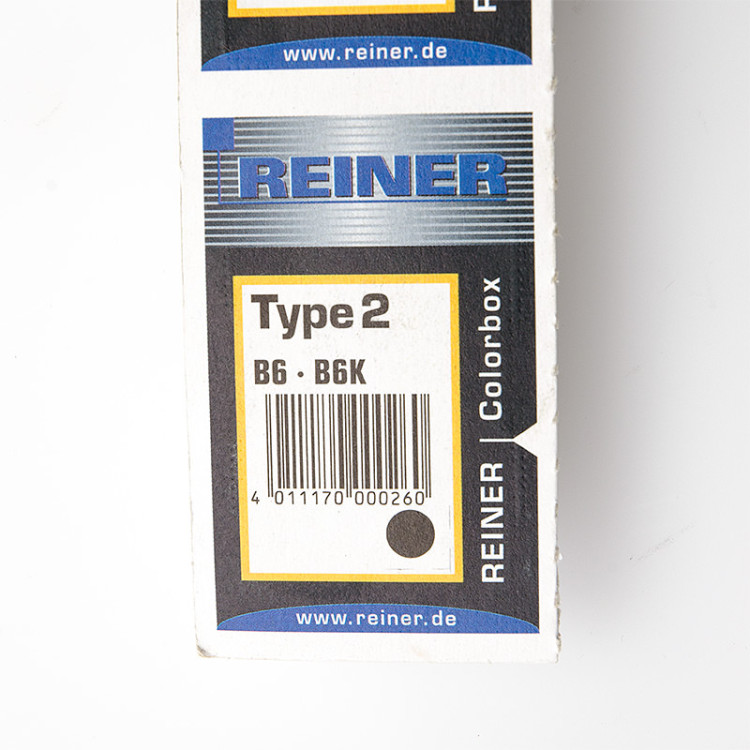 www.reiner.de
REINER
Type 2
B6 · B6K
4 011170 000260
REINER | Colorbox
www.reiner.de